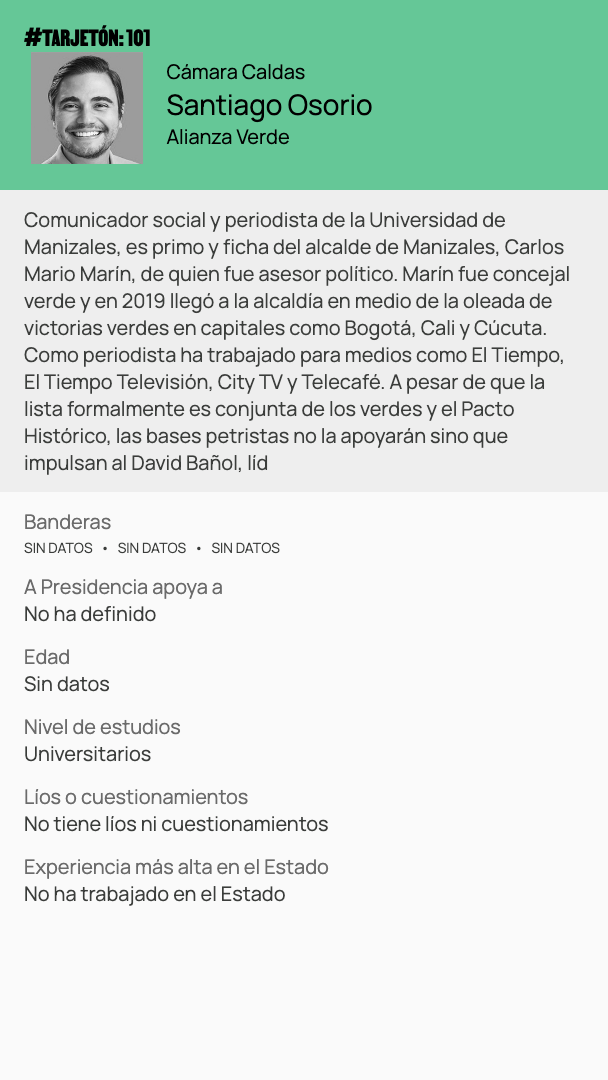 #TARJETÓN: 101
Cámara Caldas
Santiago Osorio
Alianza Verde
Comunicador social y periodista de la Universidad de
Manizales, es primo y ficha del alcalde de Manizales, Carlos
Mario Marín, de quien fue asesor político. Marín fue concejal
verde y en 2019 llegó a la alcaldía en medio de la oleada de
victorias verdes en capitales como Bogotá, Cali y Cúcuta.
Como periodista ha trabajado para medios como El Tiempo,
El Tiempo Televisión, City TV y Telecafé. A pesar de que la
lista formalmente es conjunta de los verdes y el Pacto
Histórico, las bases petristas no la apoyarán sino que
impulsan al David Bañol, líd
Banderas
SIN DATOS • SIN DATOS • SIN DATOS
A Presidencia apoya a
No ha definido
Edad
Sin datos
Nivel de estudios
Universitarios
Líos o cuestionamientos
No tiene líos ni cuestionamientos
Experiencia más alta en el Estado
No ha trabajado en el Estado